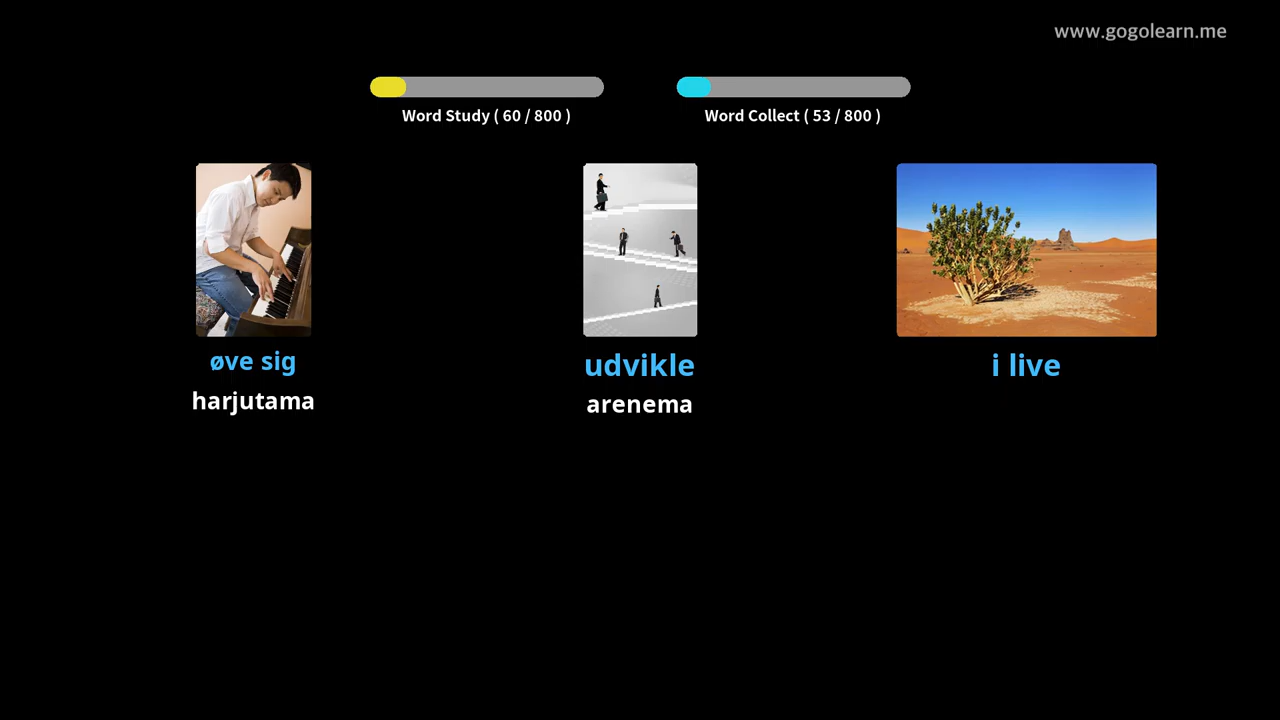 www.gogolearn.me
Word Study ( 60 / 800 )
Word Collect ( 53 / 800 )
øve sig
harjutama
udvikle
arenema
i live